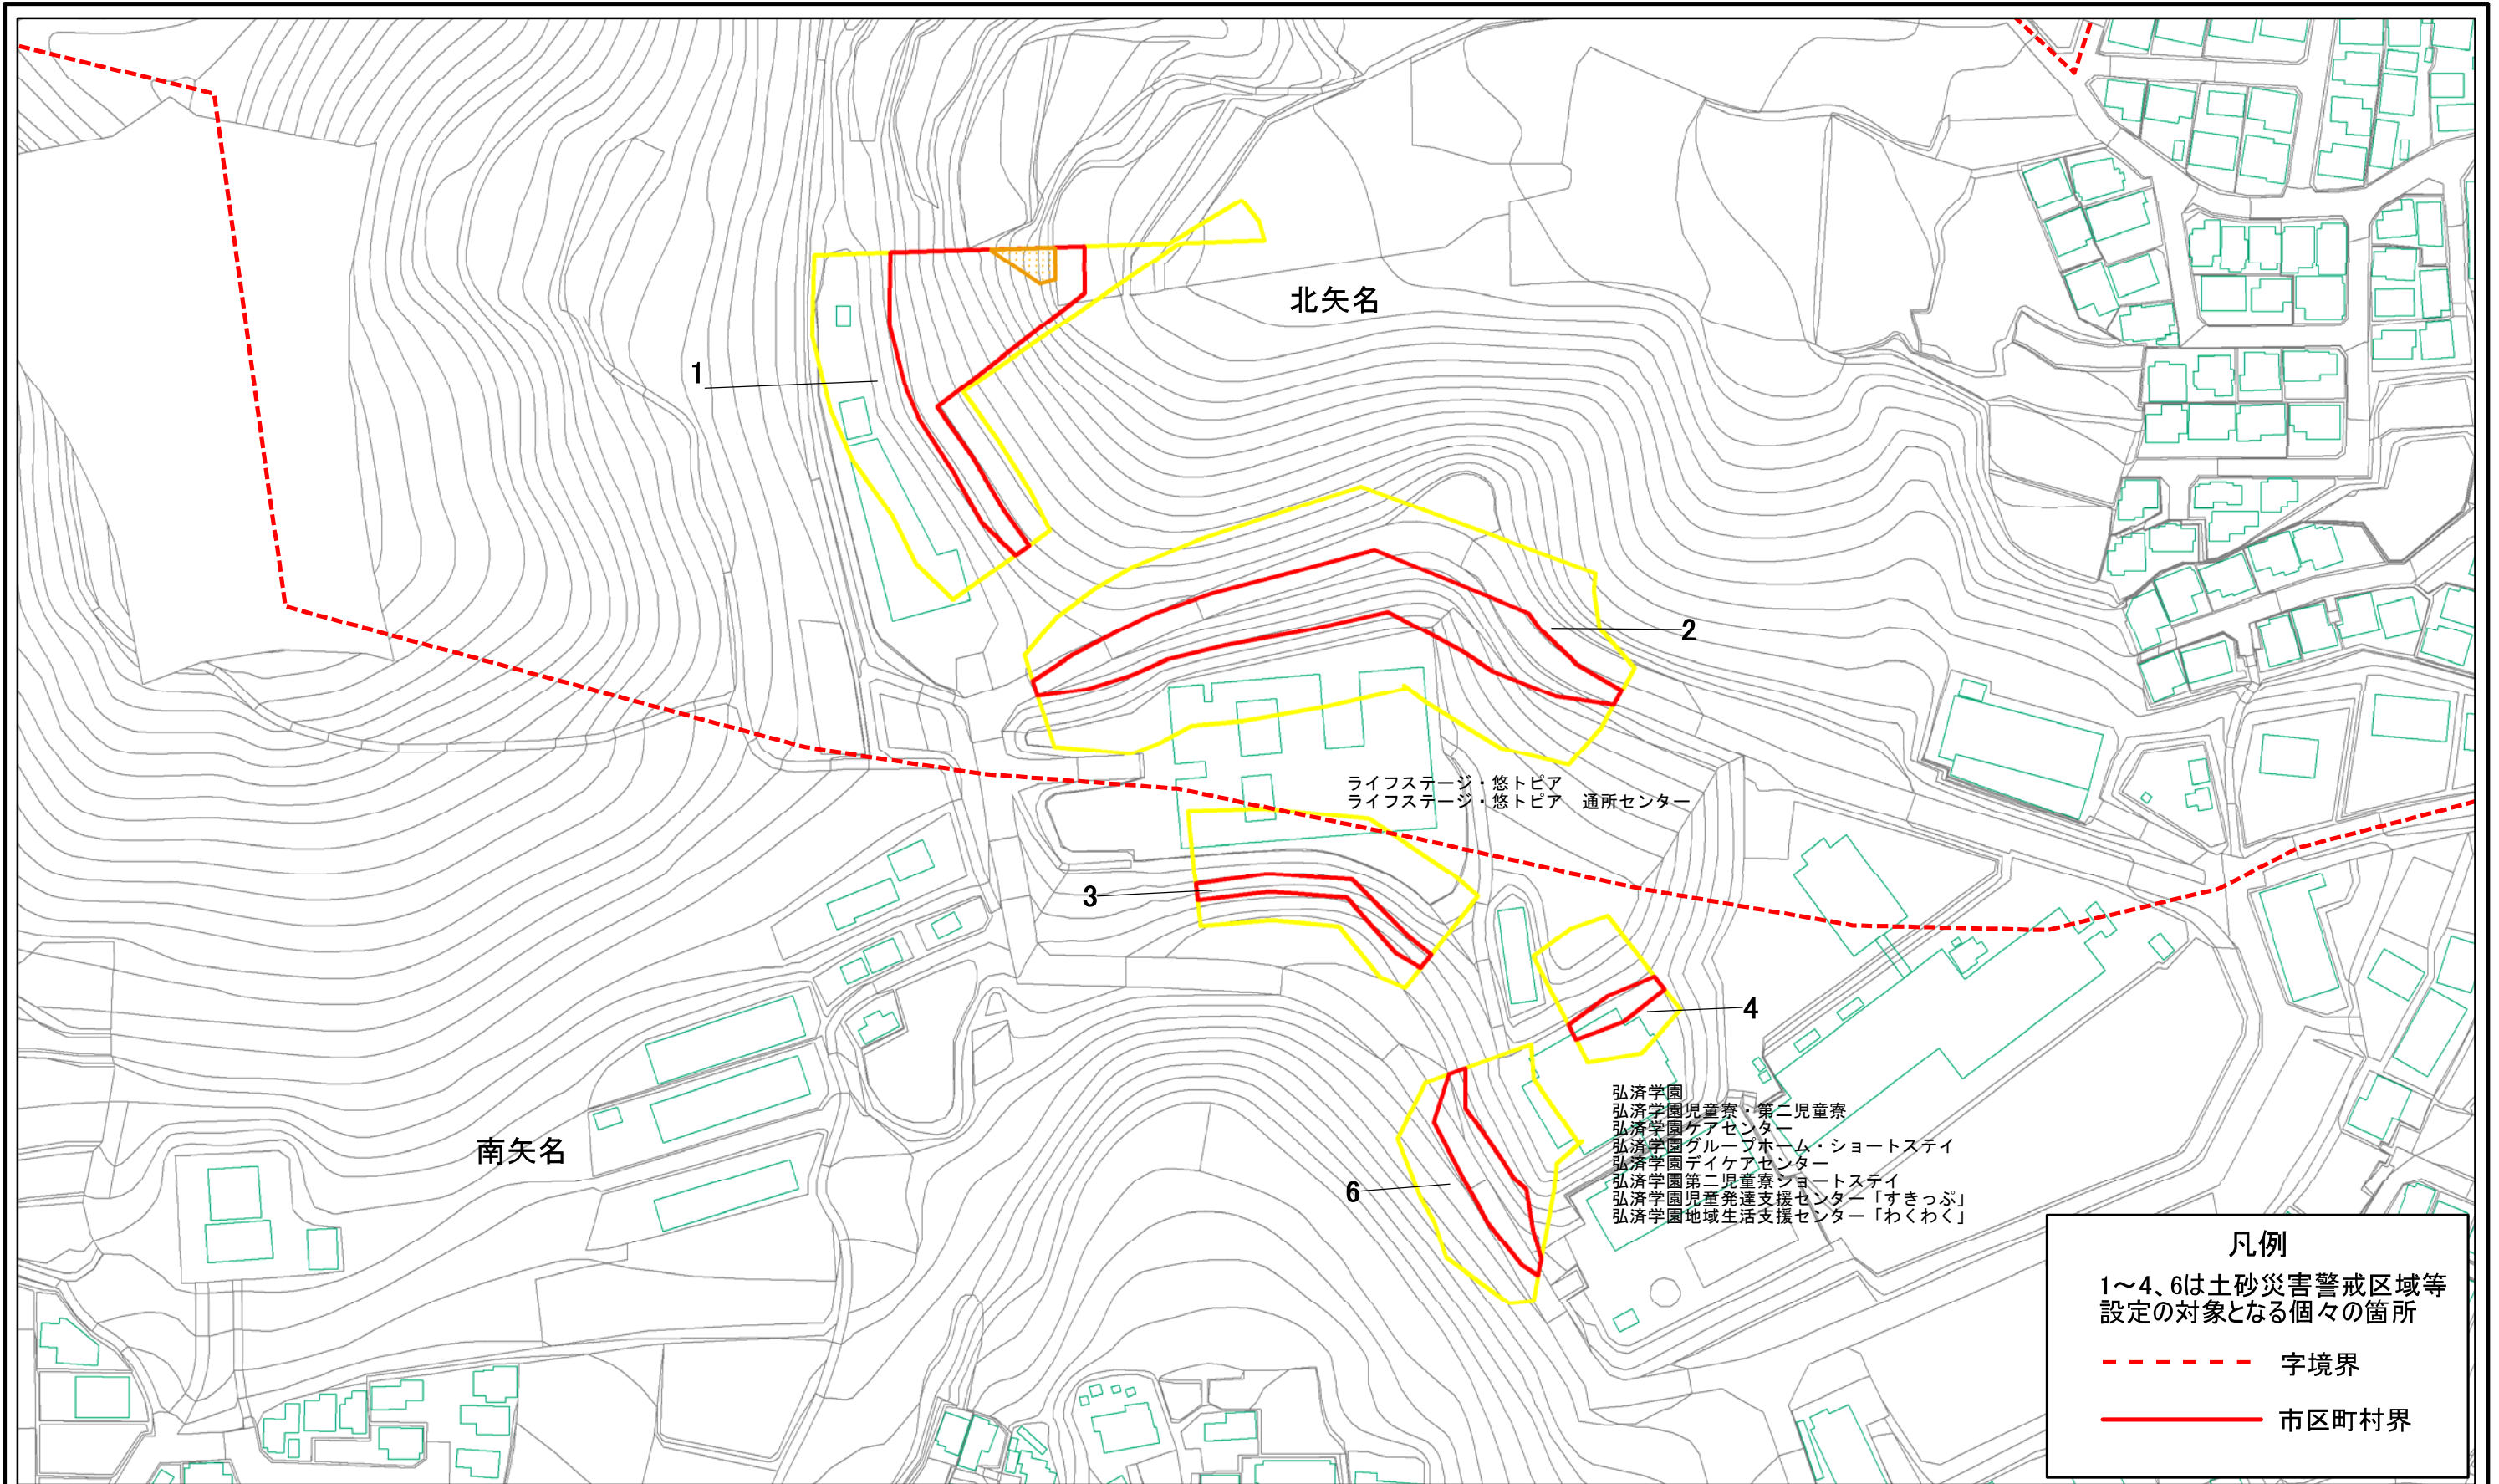 北矢名
1
2
ライフステージ・悠トピア
ライフステージ・悠トピア 通所センター
3
4
弘済学園
弘済学園児童寮・第二児童寮
弘済学園ケアセンター
弘済学園グループホーム・ショートステイ
弘済学園デイケアセンター
弘済学園第二児童寮ショートステイ
弘済学園児童発達支援センター「すきっぷ」
弘済学園地域生活支援センター「わくわく」
南矢名
6
凡例
1～4、6は土砂災害警戒区域等
設定の対象となる個々の箇所
字境界
市区町村界